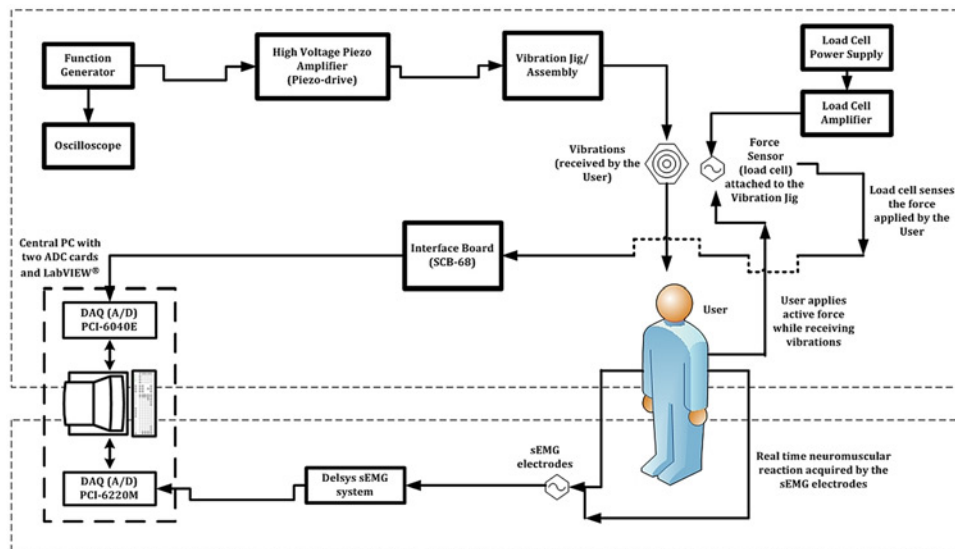 Function
Generator
High Voltage Piezo
Amplifier
(Piezo-drive)
Vibration Jig/
Assembly
Load Cell
Power Supply
Load Cell
Amplifier
Oscilloscope
Vibrations
(received by the
User)
Force
Sensor
(load cell)
attached to the
Vibration Jig
Load cell senses
the force
applied by the
User
Central PC with
two ADC cards
and LabVIEW®
Interface Board
(SCB-68)
DAQ (A/D)
PCI-6040E
User
User applies
active force
while receiving
vibrations
DAQ (A/D)
PCI-6220M
Delsys sEMG
system
sEMG
electrodes
Real time neuromuscular
reaction acquired by the
sEMG electrodes